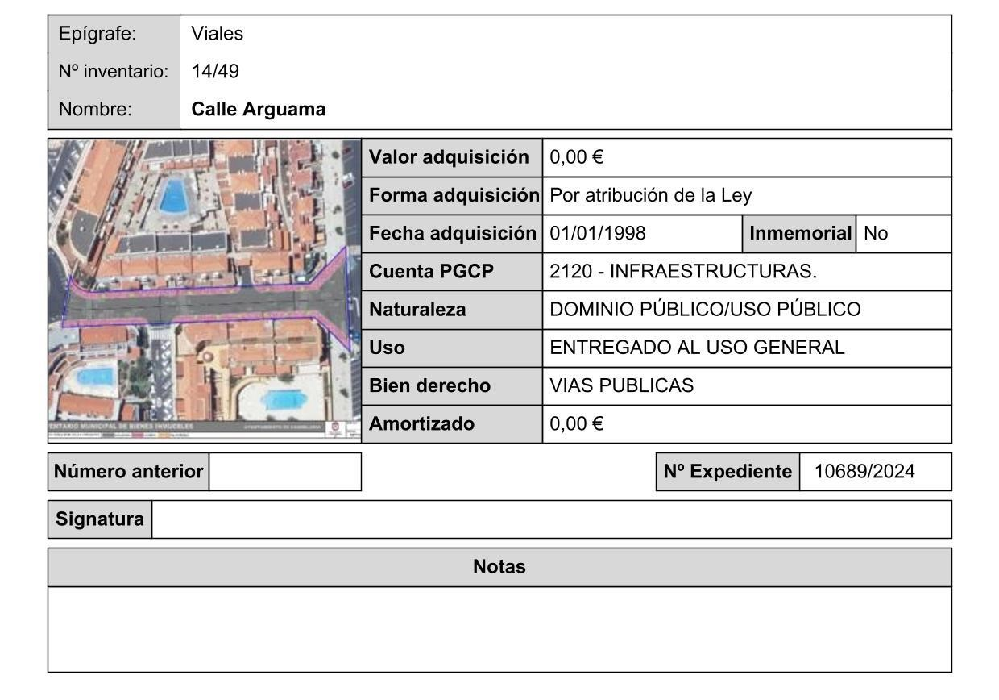 Epígrafe: Viales
Nº inventario: 14/49
Nombre: Calle Arguama
Valor adquisición 0,00 €
Forma adquisición Por atribución de la Ley
Fecha adquisición 01/01/1998 Inmemorial No
Cuenta PGCP 2120 - INFRAESTRUCTURAS.
Naturaleza DOMINIO PÚBLICO/USO PÚBLICO
Uso ENTREGADO AL USO GENERAL
Bien derecho VIAS PUBLICAS
Amortizado 0,00 €
ENTARIO MUNICIPAL DE BIENES INMUEBLES
Número anterior Nº Expediente 10689/2024
Signatura
Notas